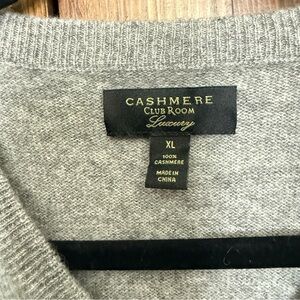 CASHMERE
CLUB ROOM
Luxury
XL
100%
CASHMERE
MADE IN
CHINA